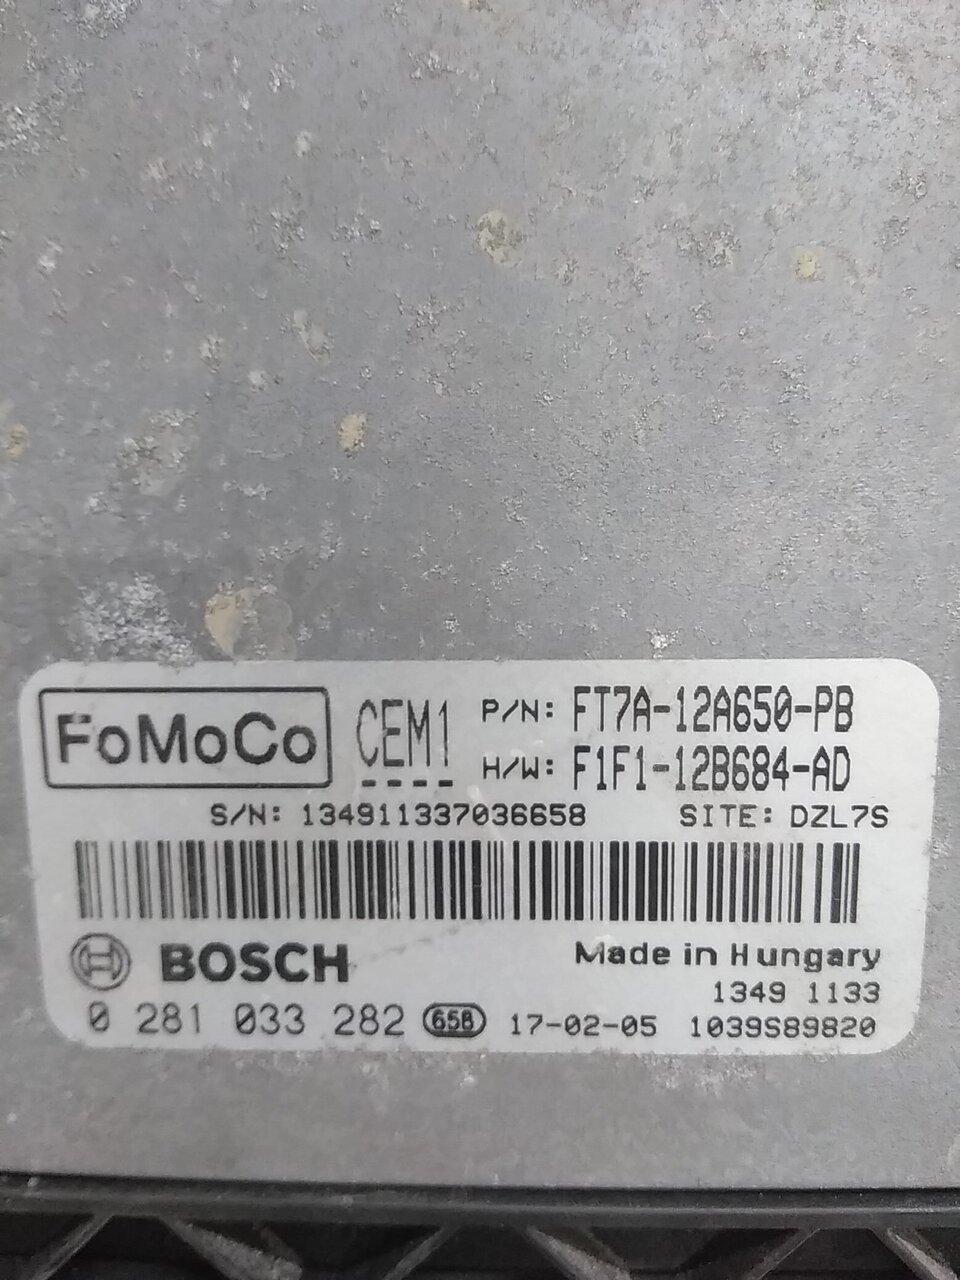 FoMoCo CEM1 P/N: FT7A-12A650-PB
H/W: F1F1-12B684-AD
S/N: 134911337036658 SITE: DZL7S
BOSCH Made in Hungary
1349 1133
0 281 033 282 65B 17-02-05 1039S89820